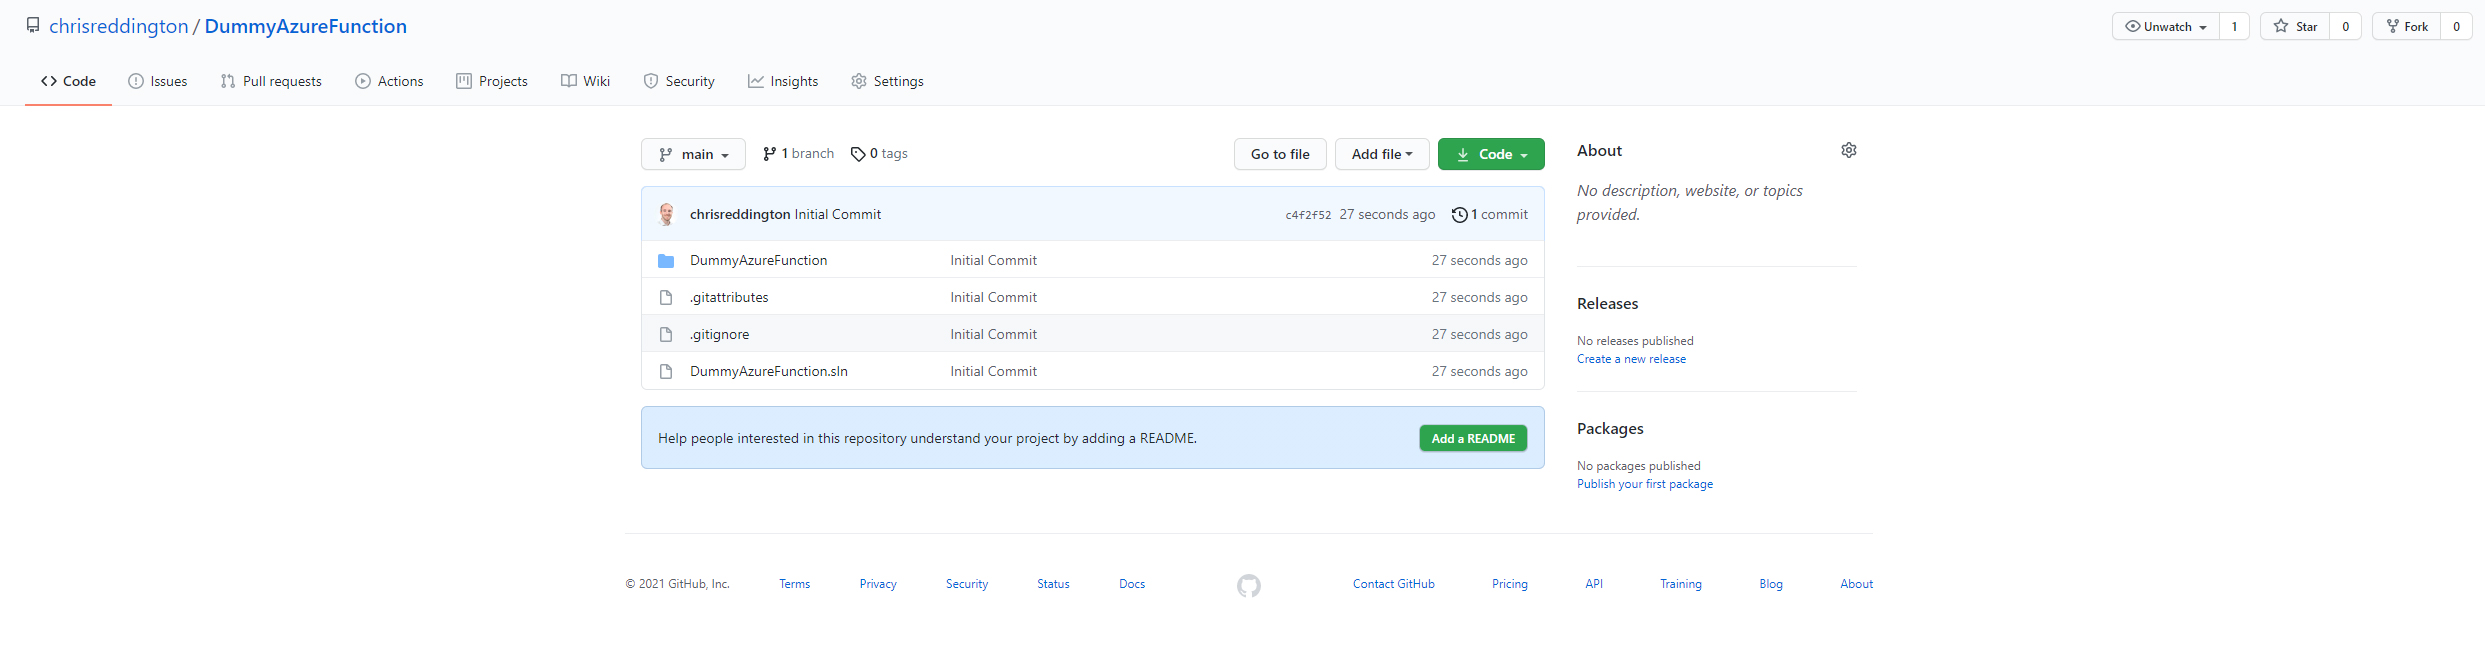 chrisreddington / DummyAzureFunction
Unwatch 1 Star 0 Fork 0
Code Issues Pull requests Actions Projects Wiki Security Insights Settings
main 1 branch 0 tags Go to file Add file Code
chrisreddington Initial Commit c4f2f52 27 seconds ago 1 commit
DummyAzureFunction Initial Commit 27 seconds ago
.gitattributes Initial Commit 27 seconds ago
.gitignore Initial Commit 27 seconds ago
DummyAzureFunction.sln Initial Commit 27 seconds ago
Help people interested in this repository understand your project by adding a README. Add a README
About
No description, website, or topics
provided.
Releases
No releases published
Create a new release
Packages
No packages published
Publish your first package
© 2021 GitHub, Inc. Terms Privacy Security Status Docs Contact GitHub Pricing API Training Blog About